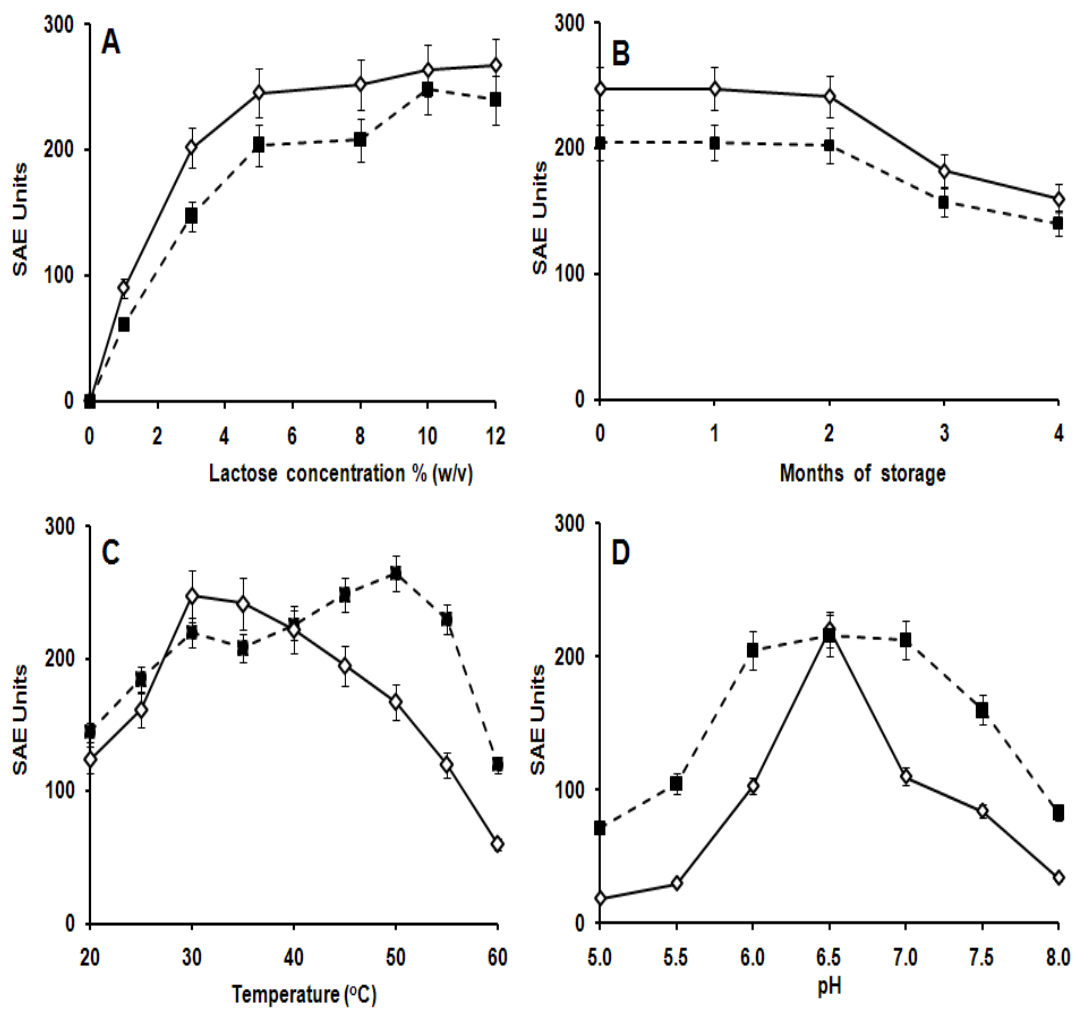 A
300
200
100
0
SAE Units
0 2 4 6 8 10 12
Lactose concentration % (w/v)
B
300
200
100
0
SAE Units
0 1 2 3 4
Months of storage
C
300
200
100
0
SAE Units
20 30 40 50 60
Temperature (ºC)
D
300
200
100
0
SAE Units
5.0 5.5 6.0 6.5 7.0 7.5 8.0
pH